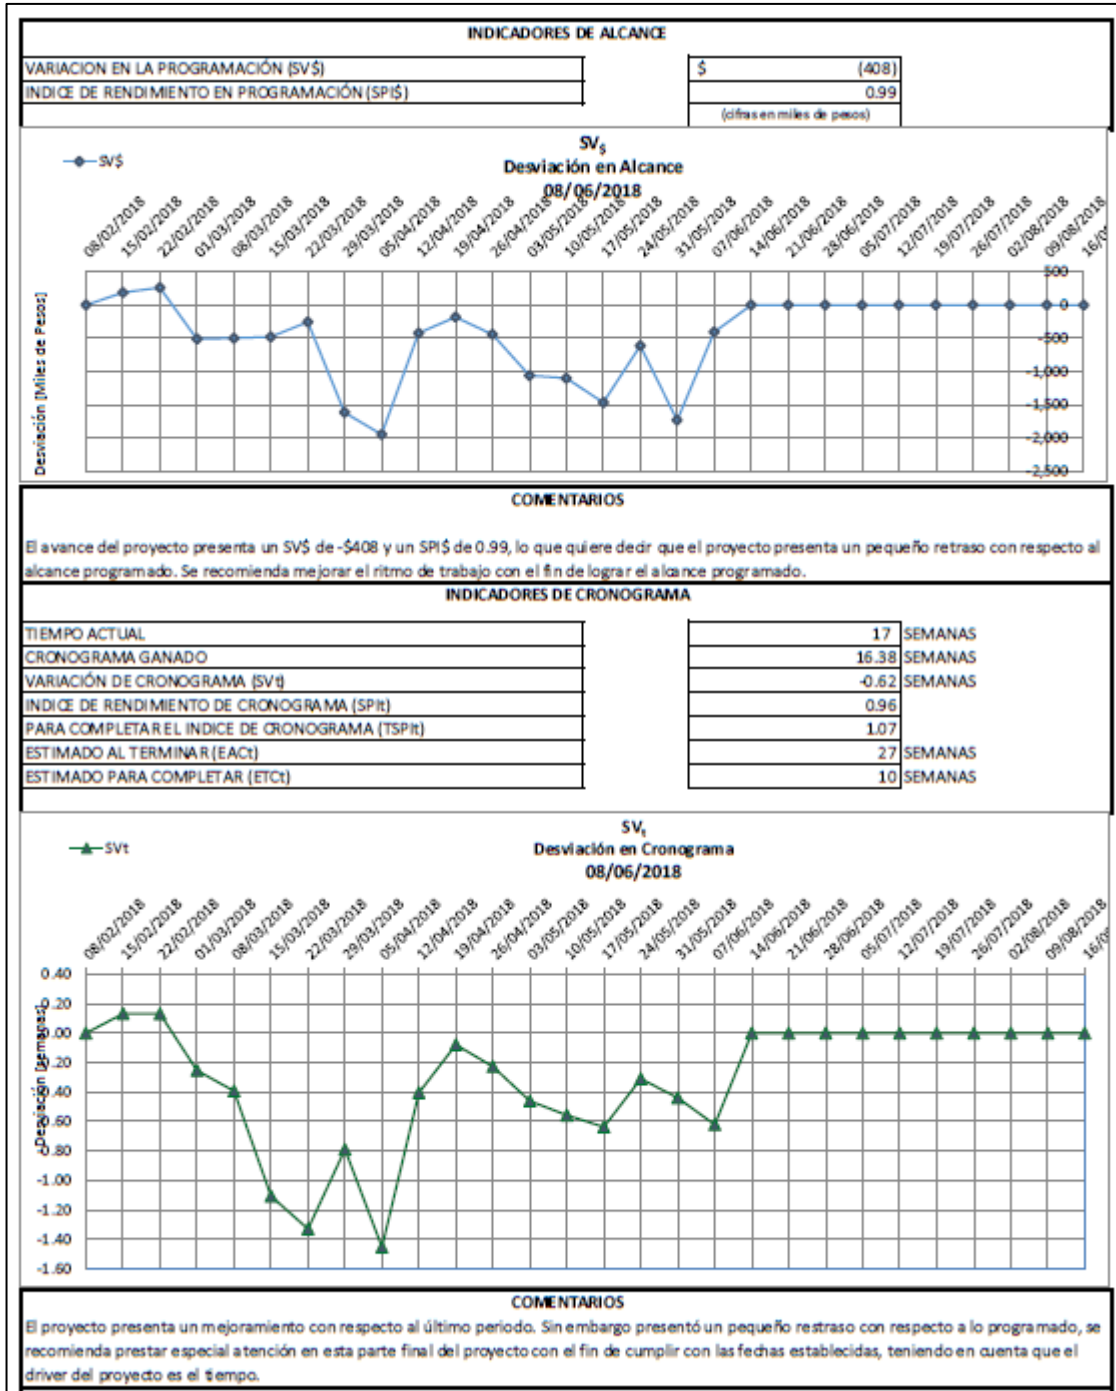 INDICADORES DE ALCANCE
VARIACION EN LA PROGRAMACIÓN (SV$) $ (408)
INDICE DE RENDIMIENTO EN PROGRAMACIÓN (SPI$) 0.99
(cifras en miles de pesos)
SV$
SV$
Desviación en Alcance
08/06/2018
08/02/2018 15/02/2018 22/02/2018 01/03/2018 08/03/2018 15/03/2018 22/03/2018 29/03/2018 05/04/2018 12/04/2018 19/04/2018 26/04/2018 03/05/2018 10/05/2018 17/05/2018 24/05/2018 31/05/2018 07/06/2018 14/06/2018 21/06/2018 28/06/2018 05/07/2018 12/07/2018 19/07/2018 26/07/2018 02/08/2018 09/08/2018 16/0
Desviación [Miles de Pesos]
500
0
-500
-1,000
-1,500
-2,000
-2,500
COMENTARIOS
El avance del proyecto presenta un SV$ de -$408 y un SPI$ de 0.99, lo que quiere decir que el proyecto presenta un pequeño retraso con respecto al
alcance programado. Se recomienda mejorar el ritmo de trabajo con el fin de lograr el alcance programado.
INDICADORES DE CRONOGRAMA
TIEMPO ACTUAL 17 SEMANAS
CRONOGRAMA GANADO 16.38 SEMANAS
VARIACIÓN DE CRONOGRAMA (SVt) -0.62 SEMANAS
INDICE DE RENDIMIENTO DE CRONOGRAMA (SPIt) 0.96
PARA COMPLETAR EL INDICE DE CRONOGRAMA (TSPIt) 1.07
ESTIMADO AL TERMINAR (EACt) 27 SEMANAS
ESTIMADO PARA COMPLETAR (ETCt) 10 SEMANAS
SVt
SVt
Desviación en Cronograma
08/06/2018
08/02/2018 15/02/2018 22/02/2018 01/03/2018 08/03/2018 15/03/2018 22/03/2018 29/03/2018 05/04/2018 12/04/2018 19/04/2018 26/04/2018 03/05/2018 10/05/2018 17/05/2018 24/05/2018 31/05/2018 07/06/2018 14/06/2018 21/06/2018 28/06/2018 05/07/2018 12/07/2018 19/07/2018 26/07/2018 02/08/2018 09/08/2018 16/0
Desviación [semanas]
0.40
0.20
0.00
-0.20
-0.40
-0.60
-0.80
-1.00
-1.20
-1.40
-1.60
COMENTARIOS
El proyecto presenta un mejoramiento con respecto al último periodo. Sin embargo presentó un pequeño restraso con respecto a lo programado, se
recomienda prestar especial atención en esta parte final del proyecto con el fin de cumplir con las fechas establecidas, teniendo en cuenta que el
driver del proyecto es el tiempo.